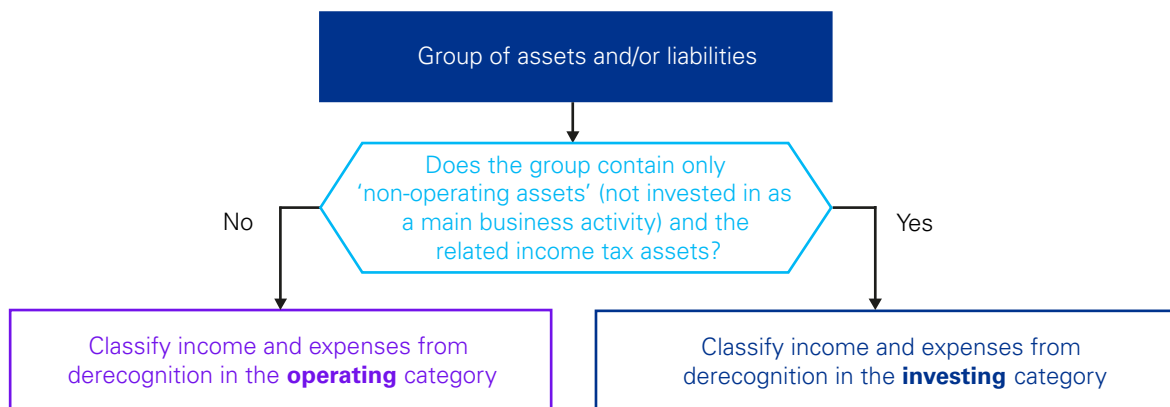 Group of assets and/or liabilities
Does the group contain only
‘non-operating assets’ (not invested in as
a main business activity) and the
related income tax assets?
No
Yes
Classify income and expenses from
derecognition in the operating category
Classify income and expenses from
derecognition in the investing category